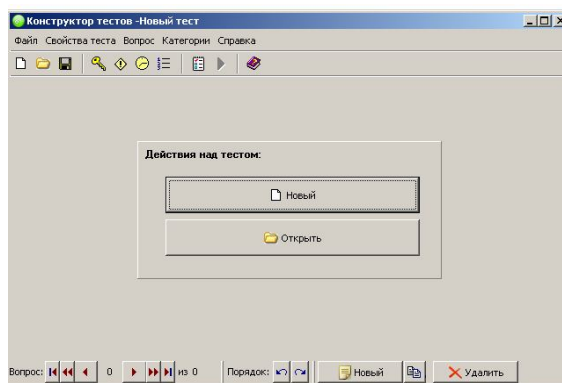 Конструктор тестов -Новый тест
Файл Свойства теста Вопрос Категории Справка
Действия над тестом:
Новый
Открыть
Вопрос: 0 из 0 Порядок: Новый Удалить